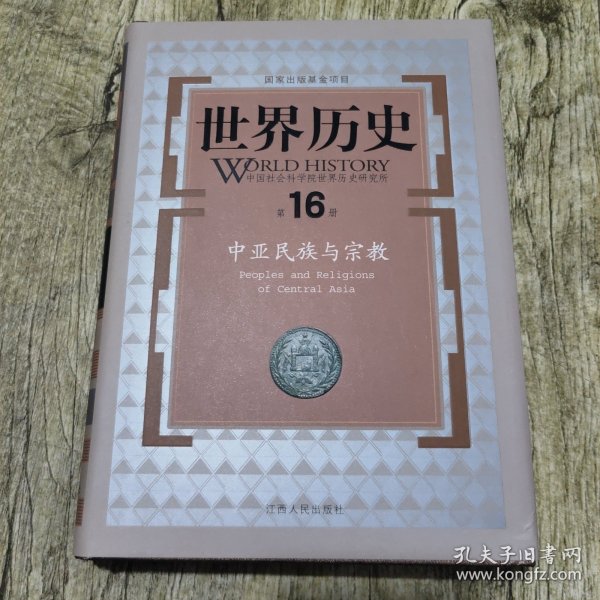 国家出版基金项目
世界历史
WORLD HISTORY
中国社会科学院世界历史研究所
第16册
中亚民族与宗教
Peoples and Religions
of Central Asia
江西人民出版社
孔夫子旧书网
www.kongfz.com